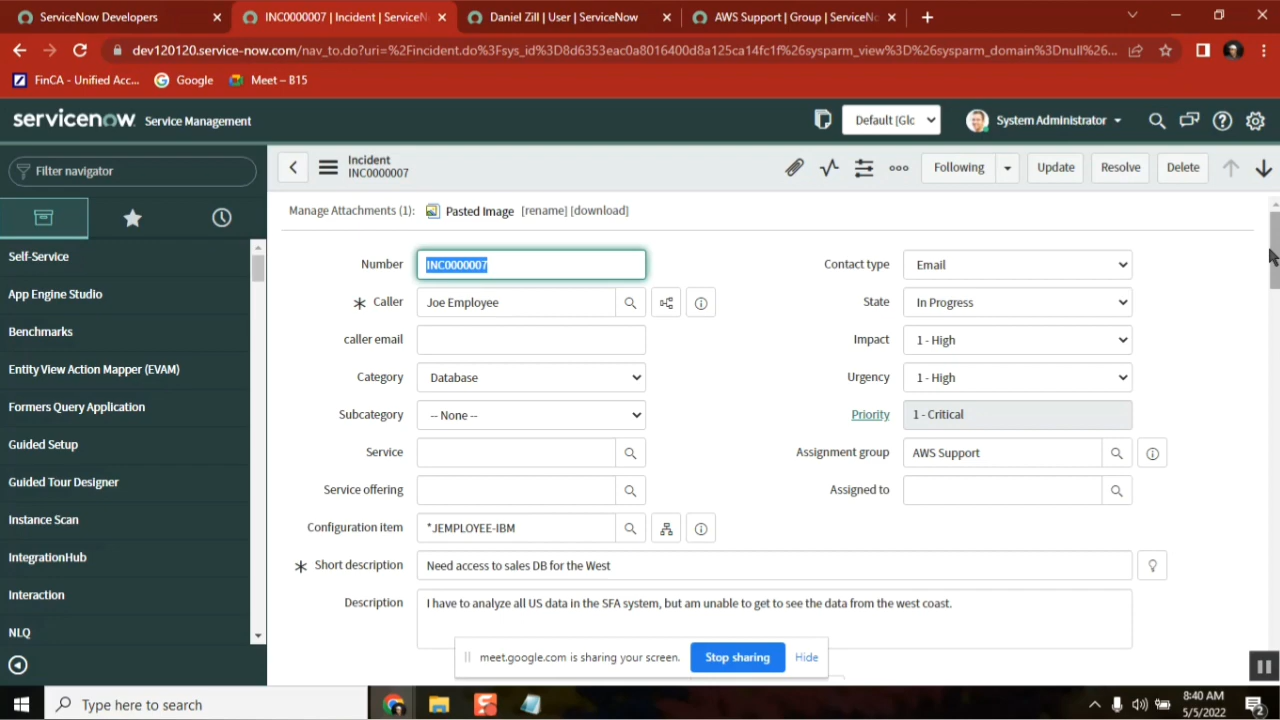 ServiceNow Developers
INC0000007 | Incident | ServiceN
Daniel Zill | User | ServiceNow
AWS Support | Group | ServiceN
dev120120.service-now.com/nav_to.do?uri=%2Fincident.do%3Fsys_id%3D8d6353eac0a8016400d8a125ca14fc1f%26sysparm_view%3D%26sysparm_domain%3Dnull%26...
FinCA - Unified Acc...
Google
Meet – B15
servicenow
Service Management
Default [Glc
System Administrator
Filter navigator
Incident
INC0000007
Following
Update
Resolve
Delete
Manage Attachments (1):
Pasted Image [rename] [download]
Self-Service
App Engine Studio
Benchmarks
Entity View Action Mapper (EVAM)
Formers Query Application
Guided Setup
Guided Tour Designer
Instance Scan
IntegrationHub
Interaction
NLQ
Number INC0000007
Caller Joe Employee
caller email
Category Database
Subcategory -- None --
Service
Service offering
Configuration item *JEMPLOYEE-IBM
Contact type Email
State In Progress
Impact 1 - High
Urgency 1 - High
Priority 1 - Critical
Assignment group AWS Support
Assigned to
Short description Need access to sales DB for the West
Description I have to analyze all US data in the SFA system, but am unable to get to see the data from the west coast.
meet.google.com is sharing your screen.
Stop sharing
Hide
Type here to search
8:40 AM
5/5/2022
2